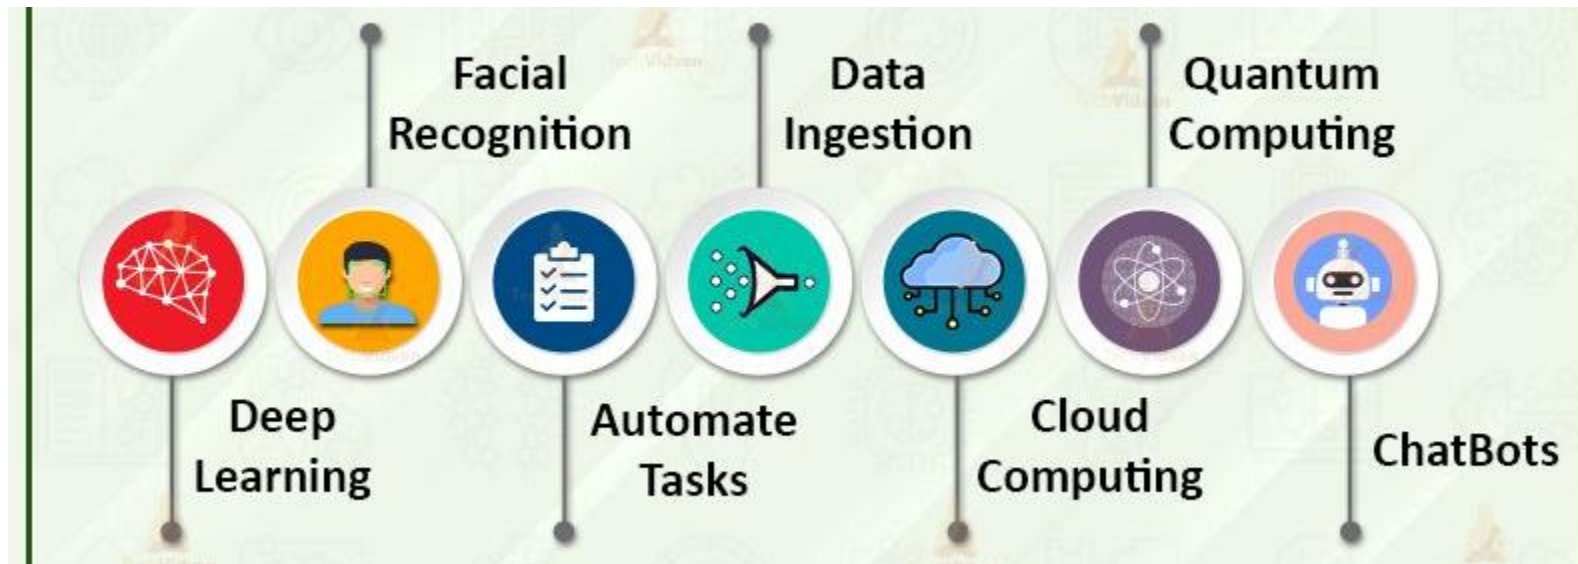 Facial
Recognition
Data
Ingestion
Quantum
Computing
Deep
Learning
Automate
Tasks
Cloud
Computing
ChatBots